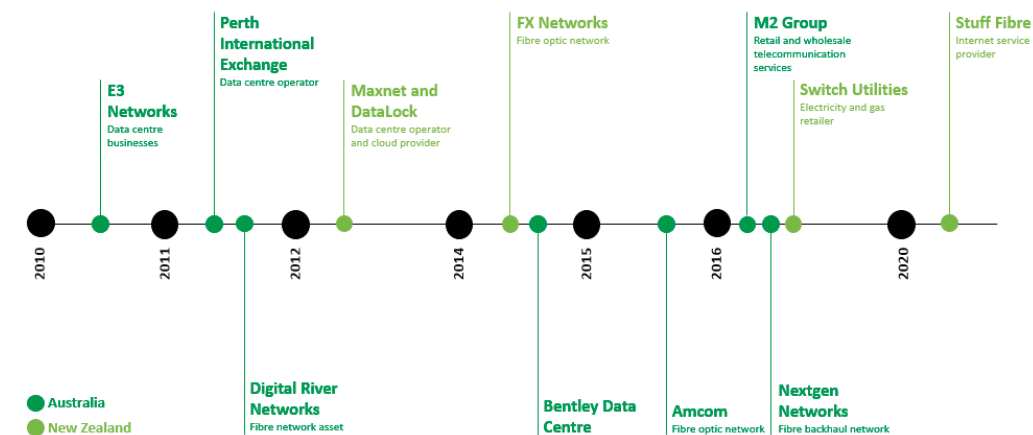 Perth
International
Exchange
Data centre operator
FX Networks
Fibre optic network
M2 Group
Retail and wholesale
telecommunication
services
Stuff Fibre
Internet service
provider
E3
Networks
Data centre
businesses
Maxnet and
DataLock
Data centre operator
and cloud provider
Switch Utilities
Electricity and gas
retailer
2010
2011
2012
2014
2015
2016
2020
Digital River
Networks
Fibre network asset
Bentley Data
Centre
Amcom
Fibre optic network
Nextgen
Networks
Fibre backhaul network
Australia
New Zealand